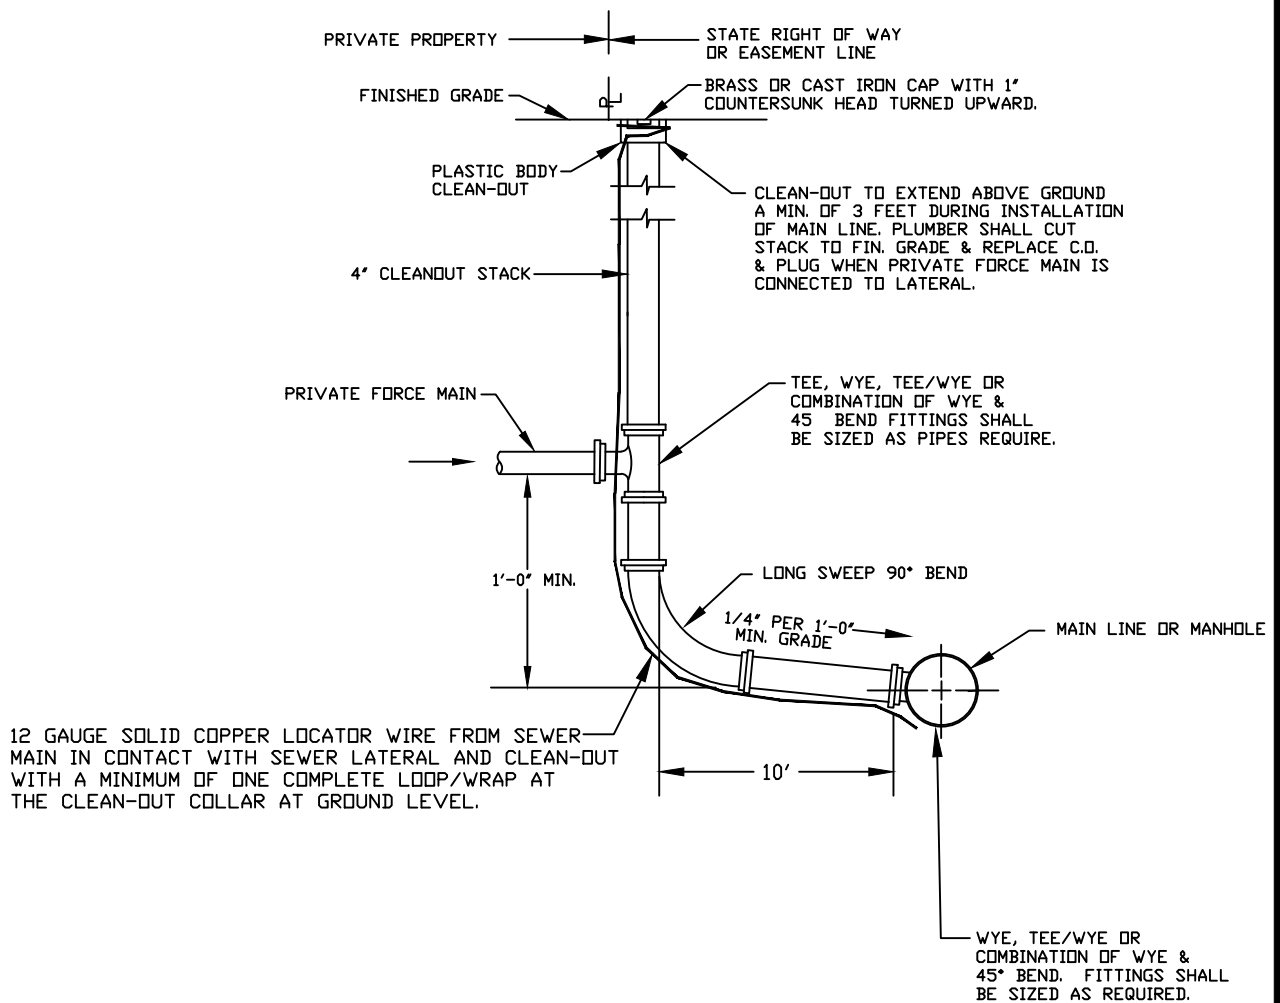 PRIVATE PROPERTY
STATE RIGHT OF WAY
OR EASEMENT LINE
FINISHED GRADE
PL
BRASS OR CAST IRON CAP WITH 1"
COUNTERSUNK HEAD TURNED UPWARD.
PLASTIC BODY
CLEAN-OUT
CLEAN-OUT TO EXTEND ABOVE GROUND
A MIN. OF 3 FEET DURING INSTALLATION
OF MAIN LINE. PLUMBER SHALL CUT
STACK TO FIN. GRADE & REPLACE C.O.
& PLUG WHEN PRIVATE FORCE MAIN IS
CONNECTED TO LATERAL.
4" CLEANOUT STACK
PRIVATE FORCE MAIN
TEE, WYE, TEE/WYE OR
COMBINATION OF WYE &
45 BEND FITTINGS SHALL
BE SIZED AS PIPES REQUIRE.
1'-0" MIN.
LONG SWEEP 90° BEND
1/4" PER 1'-0"
MIN. GRADE
MAIN LINE OR MANHOLE
12 GAUGE SOLID COPPER LOCATOR WIRE FROM SEWER
MAIN IN CONTACT WITH SEWER LATERAL AND CLEAN-OUT
WITH A MINIMUM OF ONE COMPLETE LOOP/WRAP AT
THE CLEAN-OUT COLLAR AT GROUND LEVEL.
10'
WYE, TEE/WYE OR
COMBINATION OF WYE &
45° BEND. FITTINGS SHALL
BE SIZED AS REQUIRED.